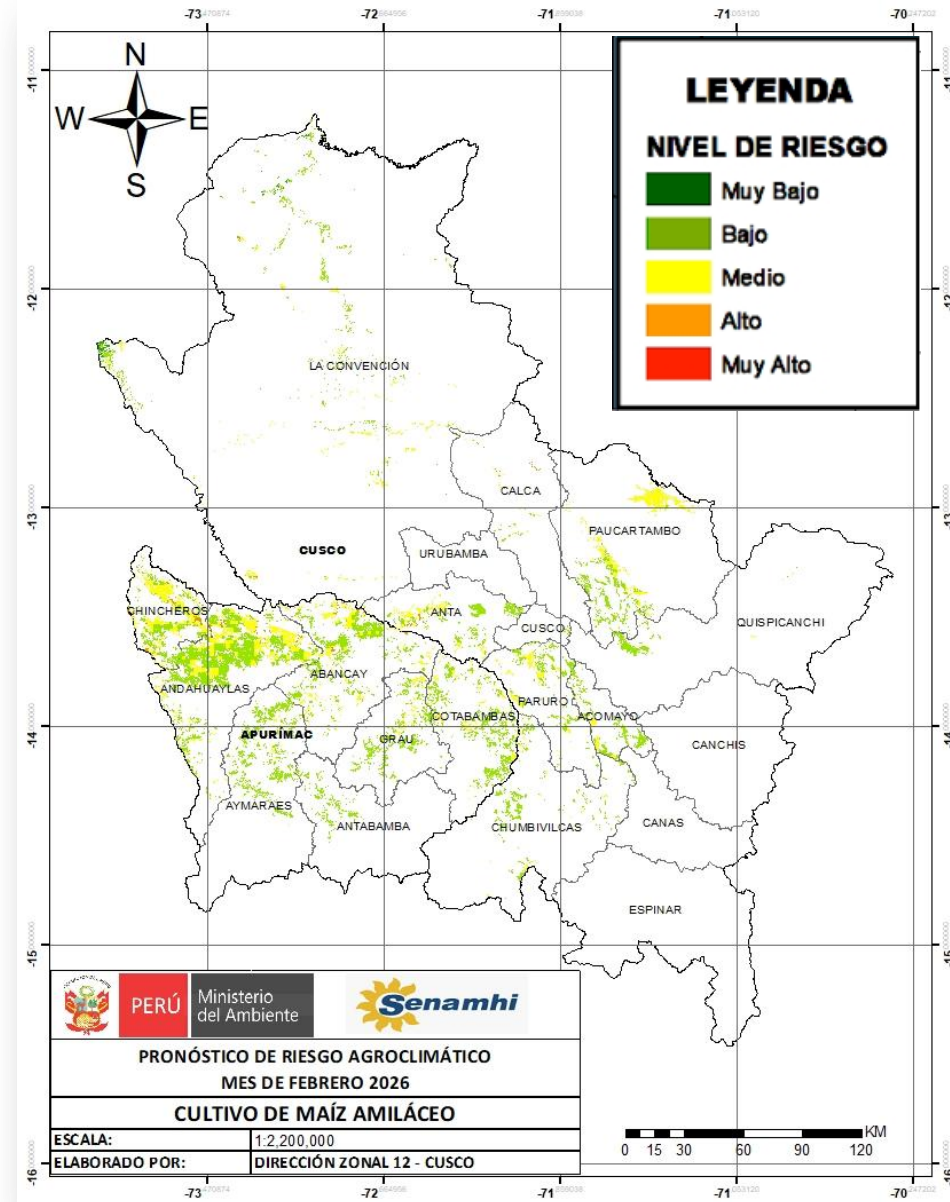 -73
-72
-71
-71
-70
-11
-12
-13
-14
-15
-16
N
W
E
S
LEYENDA
NIVEL DE RIESGO
Muy Bajo
Bajo
Medio
Alto
Muy Alto
LA CONVENCIÓN
CALCA
PAUCARTAMBO
CUSCO
URUBAMBA
CHINCHEROS
ANTA
CUSCO
QUISPICANCHI
ABANCAY
ANDAHUAYLAS
PARURO
COTABAMBAS
ACOMAYO
APURÍMAC
GRAU
CANCHIS
AYMARAES
ANTABAMBA
CHUMBIVILCAS
CANAS
ESPINAR
PERÚ
Ministerio
del Ambiente
Senamhi
PRONÓSTICO DE RIESGO AGROCLIMÁTICO
MES DE FEBRERO 2026
CULTIVO DE MAÍZ AMILÁCEO
ESCALA: 1:2,200,000
ELABORADO POR: DIRECCIÓN ZONAL 12 - CUSCO
KM
0 15 30 60 90 120
-73
-72
-71
-71
-70